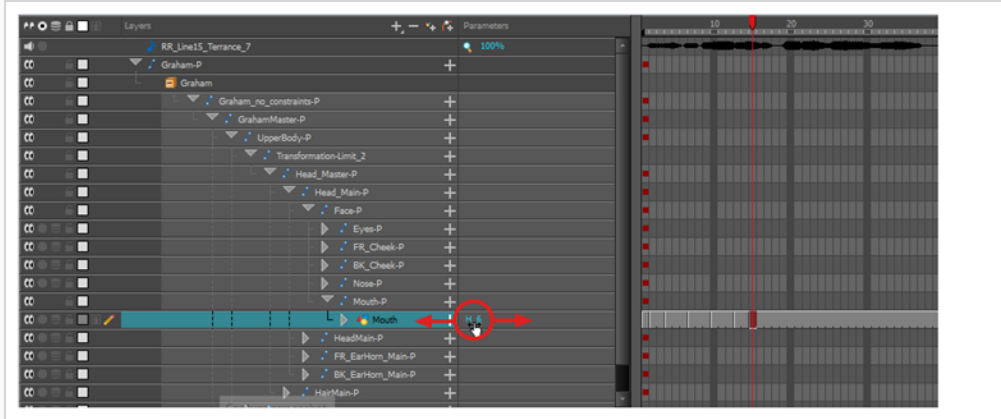 Layers Parameters 10 20 30
RR_Line15_Terrance_7 100%
Graham-P
Graham
Graham_no_constraints-P
GrahamMaster-P
UpperBody-P
Transformation-Limit_2
Head_Master-P
Head_Main-P
Face-P
Eyes-P
FR_Cheek-P
BK_Cheek-P
Nose-P
Mouth-P
Mouth H_6
HeadMain-P
FR_EarHorn_Main-P
BK_EarHorn_Main-P
HairMain-P